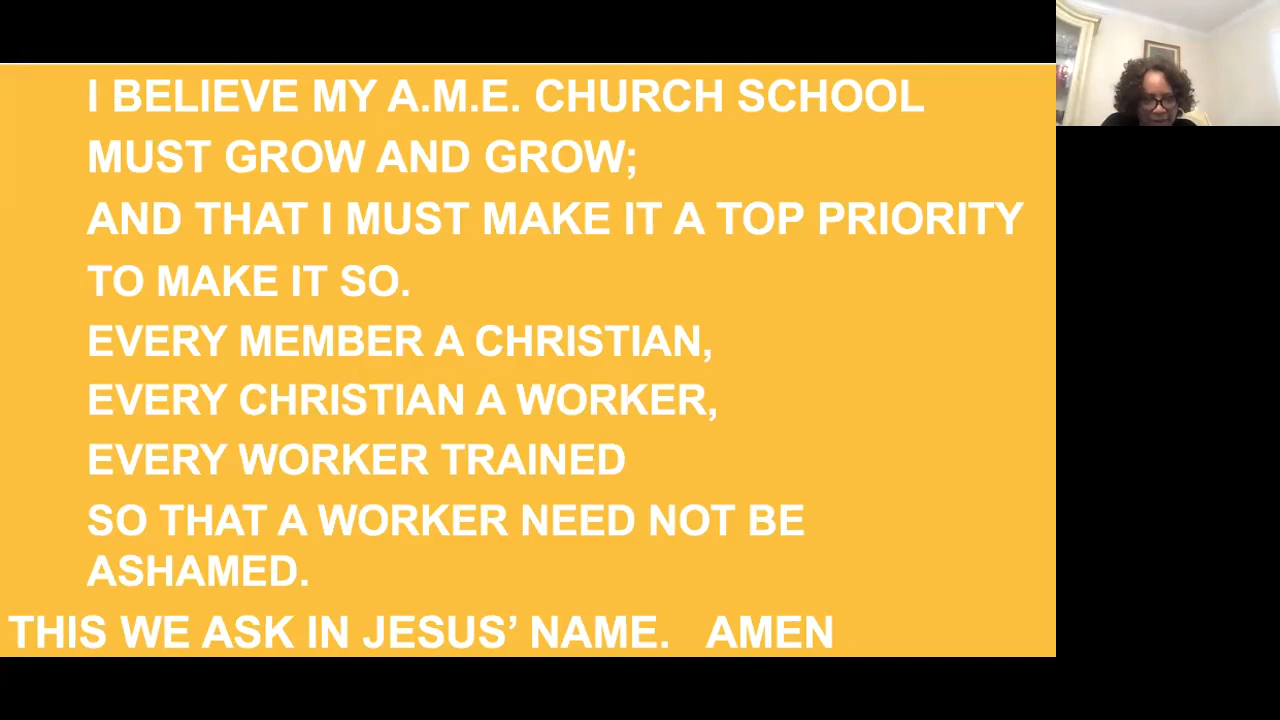 I BELIEVE MY A.M.E. CHURCH SCHOOL
MUST GROW AND GROW;
AND THAT I MUST MAKE IT A TOP PRIORITY
TO MAKE IT SO.
EVERY MEMBER A CHRISTIAN,
EVERY CHRISTIAN A WORKER,
EVERY WORKER TRAINED
SO THAT A WORKER NEED NOT BE
ASHAMED.
THIS WE ASK IN JESUS’ NAME.   AMEN